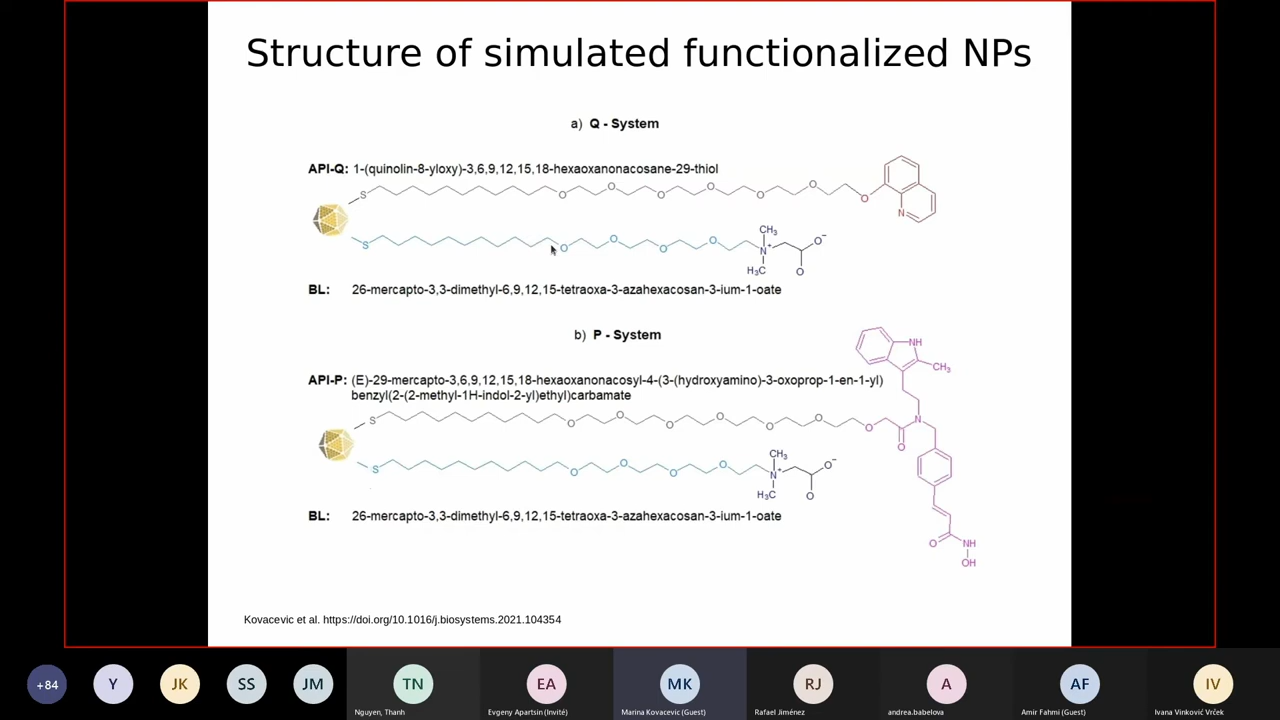 Structure of simulated functionalized NPs
a) Q - System
API-Q: 1-(quinolin-8-yloxy)-3,6,9,12,15,18-hexaoxanonacosane-29-thiol
S O O O O O O O N
S O O O O N+ CH3 H3C O O−
BL: 26-mercapto-3,3-dimethyl-6,9,12,15-tetraoxa-3-azahexacosan-3-ium-1-oate
b) P - System
API-P: (E)-29-mercapto-3,6,9,12,15,18-hexaoxanonacosyl-4-(3-(hydroxyamino)-3-oxoprop-1-en-1-yl)
benzyl(2-(2-methyl-1H-indol-2-yl)ethyl)carbamate
NH
CH3
S O O O O O O O O N
S O O O O N+ CH3 H3C O O−
BL: 26-mercapto-3,3-dimethyl-6,9,12,15-tetraoxa-3-azahexacosan-3-ium-1-oate
O NH
OH
Kovacevic et al. https://doi.org/10.1016/j.biosystems.2021.104354
+84 Y JK SS JM TN EA MK RJ A AF IV
Nguyen, Thanh Evgeny Apartsin (Invité) Marina Kovacevic (Guest) Rafael Jiménez andrea.babelova Amir Fahmi (Guest) Ivana Vinković Vrček